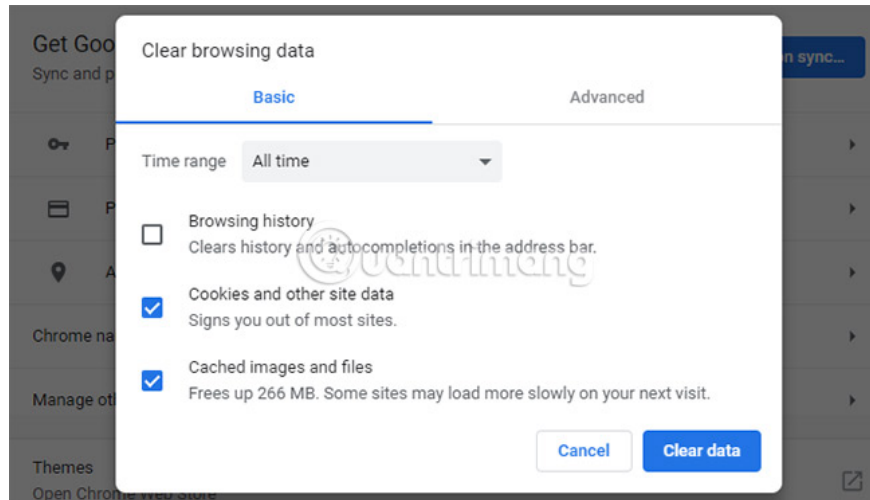 Get Goo
Sync and p
n sync...
Clear browsing data
Basic
Advanced
Time range
All time
P
P
A
Browsing history
Clears history and autocompletions in the address bar.
Quantrimang
Cookies and other site data
Signs you out of most sites.
Chrome na
Cached images and files
Frees up 266 MB. Some sites may load more slowly on your next visit.
Manage oth
Cancel
Clear data
Themes
Open Chrome Web Store